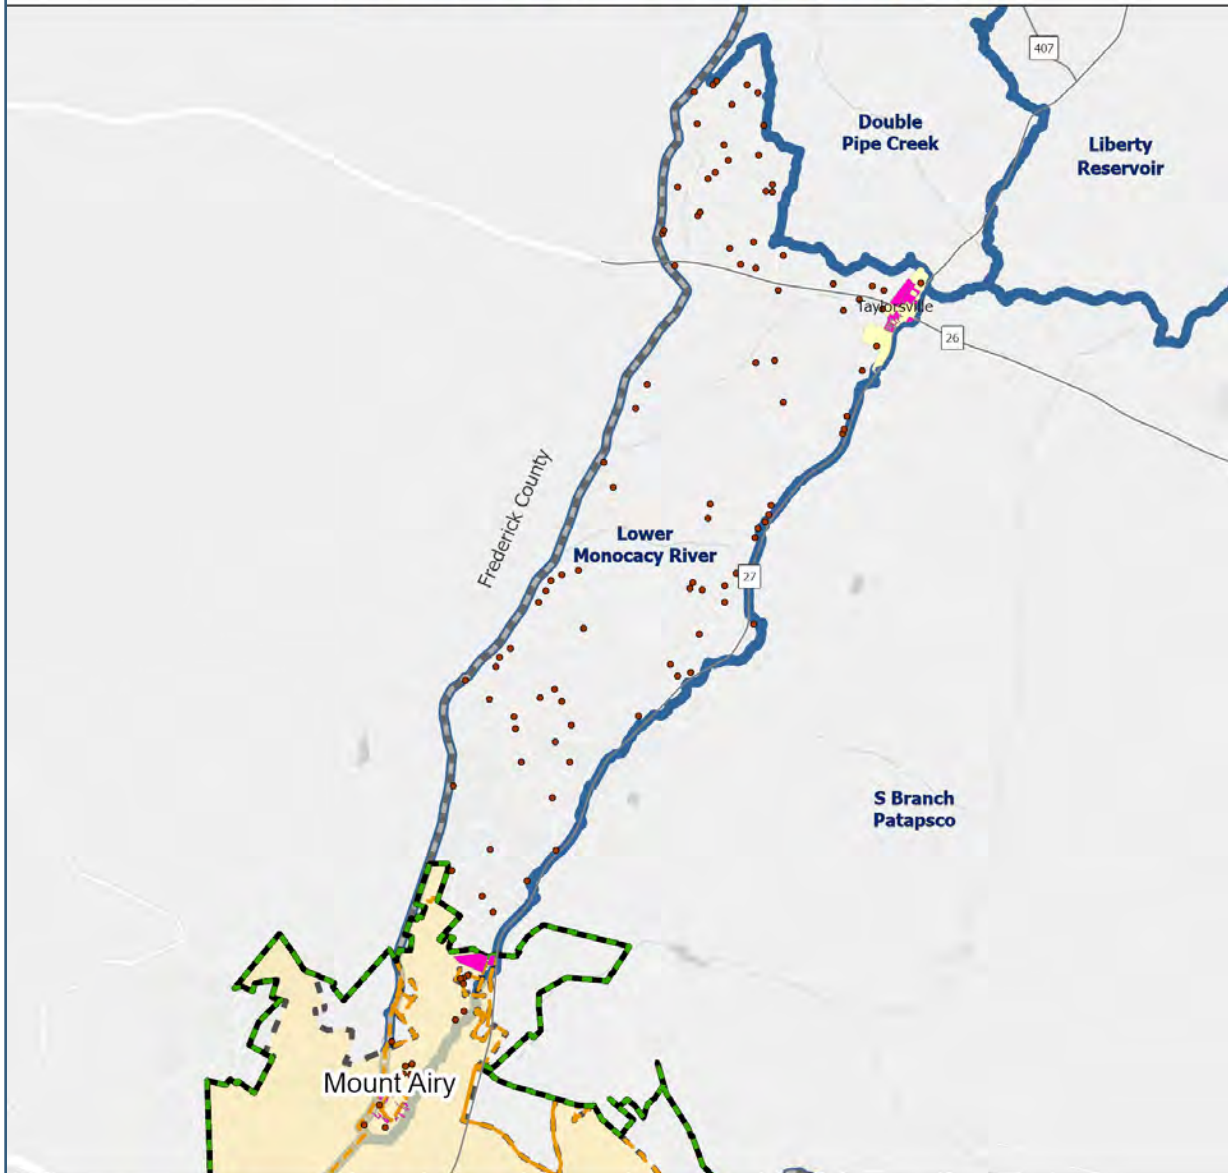 407
Double
Pipe Creek
Liberty
Reservoir
Taylorsville
26
Frederick County
Lower
Monocacy River
27
S Branch
Patapsco
Mount Airy